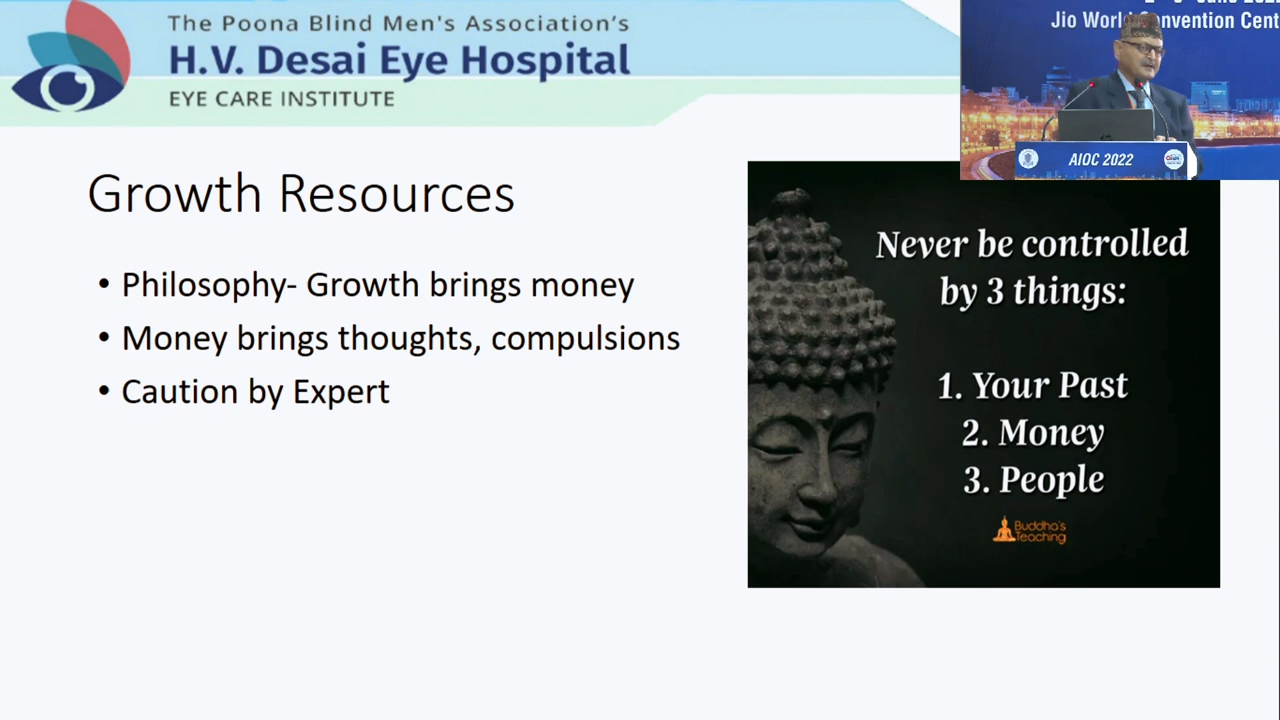 The Poona Blind Men's Association's
H.V. Desai Eye Hospital
EYE CARE INSTITUTE
Jio World Convention Cent
AIOC 2022
Growth Resources
• Philosophy- Growth brings money
• Money brings thoughts, compulsions
• Caution by Expert
Never be controlled
by 3 things:
1. Your Past
2. Money
3. People
Buddha's
Teaching